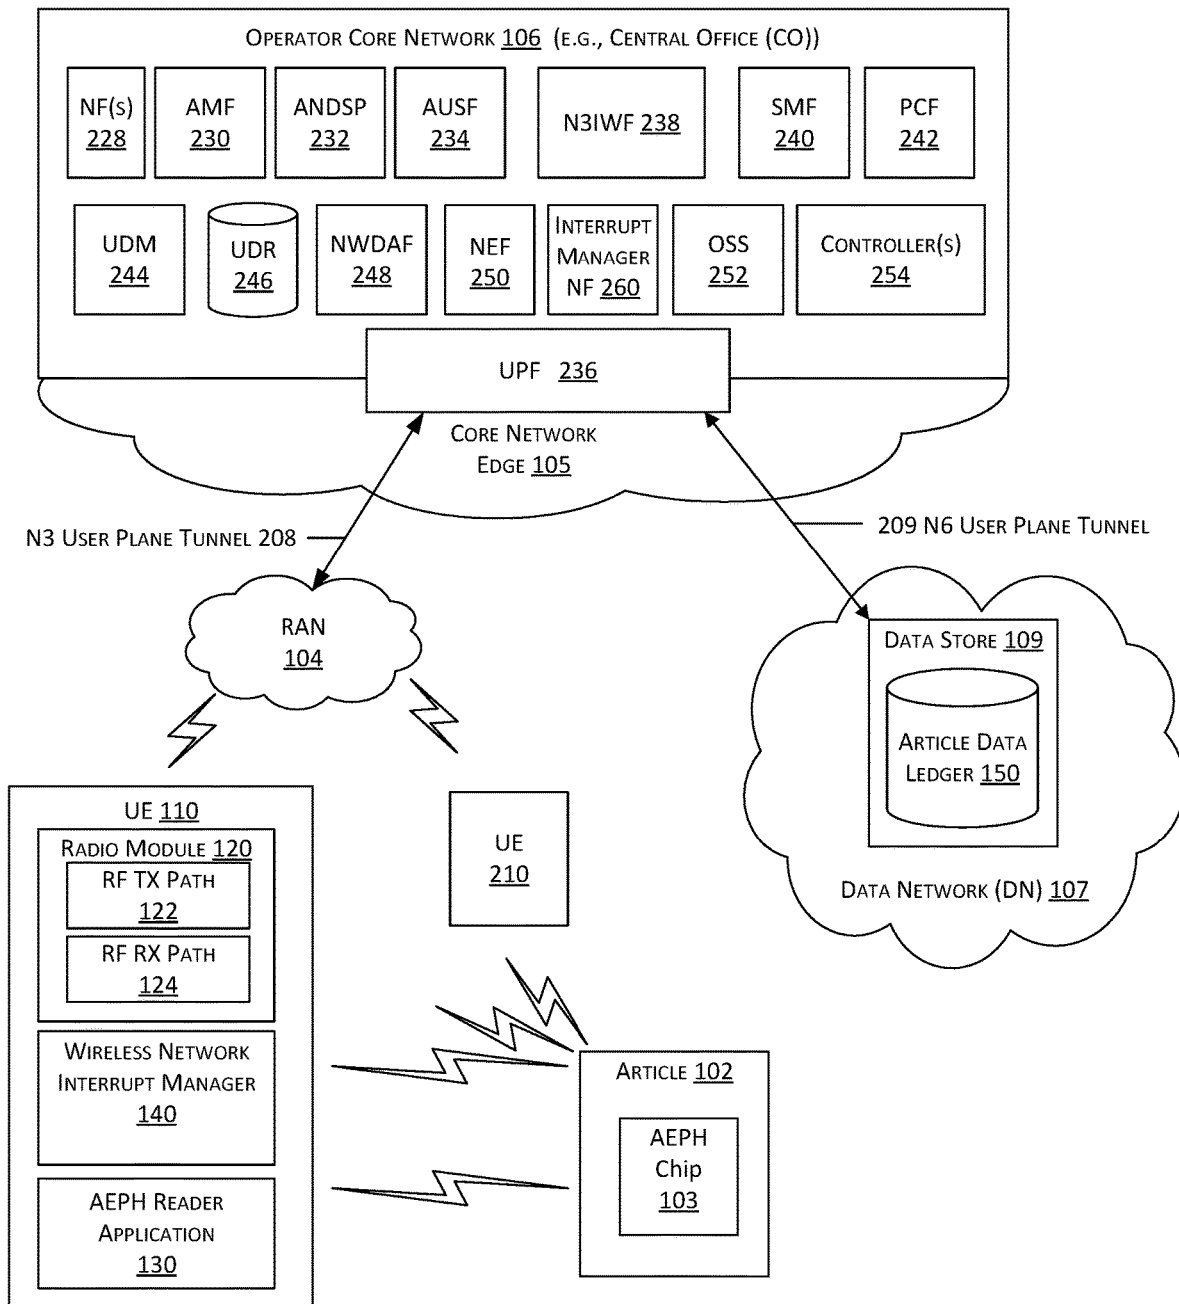 OPERATOR CORE NETWORK 106 (E.G., CENTRAL OFFICE (CO))
NF(S)
228
AMF
230
ANDSP
232
AUSF
234
N3IWF 238
SMF
240
PCF
242
UDM
244
UDR
246
NWDAF
248
NEF
250
INTERRUPT
MANAGER
NF 260
OSS
252
CONTROLLER(S)
254
UPF 236
CORE NETWORK
EDGE 105
N3 USER PLANE TUNNEL 208
209 N6 USER PLANE TUNNEL
RAN
104
DATA STORE 109
ARTICLE DATA
LEDGER 150
DATA NETWORK (DN) 107
UE 110
RADIO MODULE 120
RF TX PATH
122
RF RX PATH
124
WIRELESS NETWORK
INTERRUPT MANAGER
140
AEPH READER
APPLICATION
130
UE
210
ARTICLE 102
AEPH
Chip
103